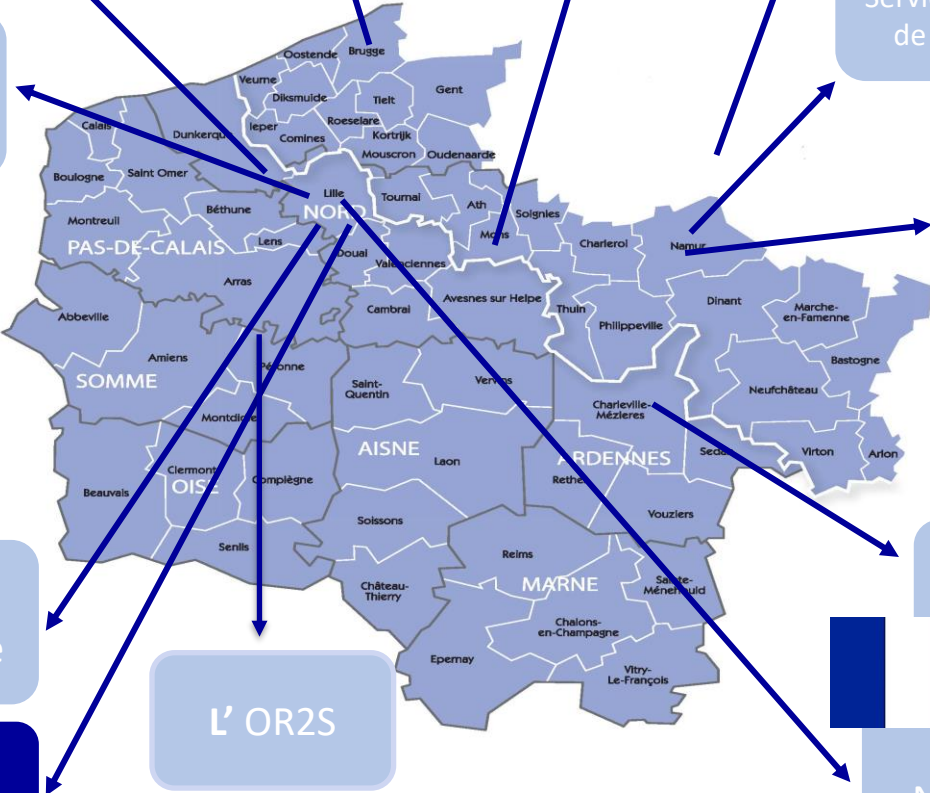 Servi
de
Brugge
Oostende
Veurne
Gent
Diksmuide
Tielt
Roeselare
Ieper
Calais
Dunkerqu
Comines
Kortrijk
Mouscron
Oudenaarde
Boulogne
Saint Omer
Lille
Tournai
Béthune
NORD
Ath
Soignies
Montreuil
PAS-DE-CALAIS
Lens
Mons
Charleroi
Namur
Douai
Valenciennes
Arras
Cambrai
Avesnes sur Helpe
Dinant
Thuin
Marche-
en-Famenne
Abbeville
Philippeville
Amiens
Péronne
Bastogne
SOMME
Saint-
Quentin
Vervins
Neufchâteau
Charleville-
Mézieres
Montdidier
AISNE
Laon
ARDENNES
Sedan
Virton
Arlon
Clermont
OISE
Compiègne
Rethel
Beauvais
Soissons
Vouziers
Senlis
Reims
Château-
Thierry
MARNE
Sainte-
Ménehould
Chalons-
en-Champagne
Epernay
Vitry-
Le-François
e
L’ OR2S
N